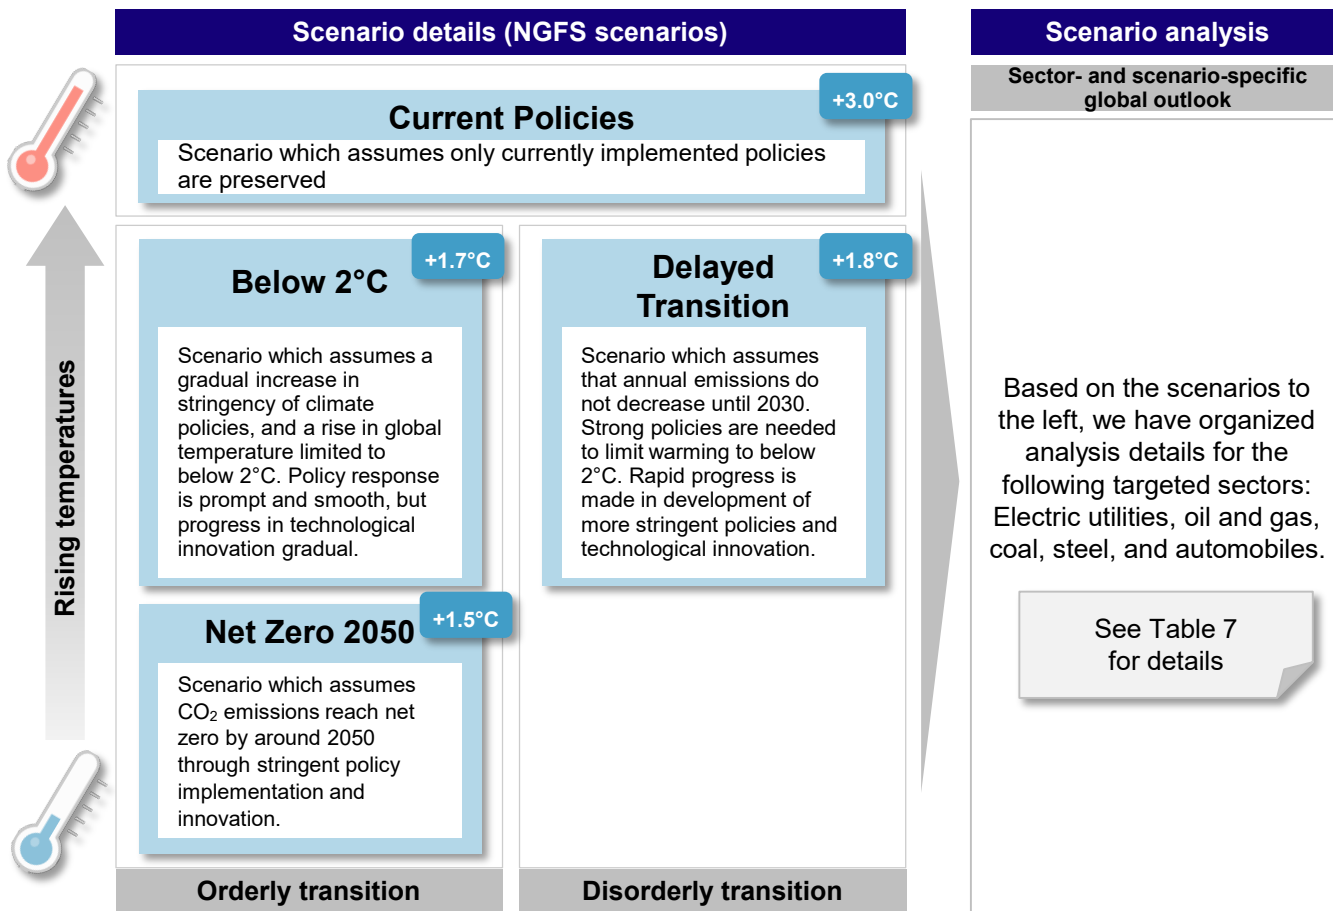 Scenario details (NGFS scenarios)
+3.0°C
Current Policies
Scenario which assumes only currently implemented policies
are preserved
Rising temperatures
+1.7°C
Below 2°C
Scenario which assumes a
gradual increase in
stringency of climate
policies, and a rise in global
temperature limited to
below 2°C. Policy response
is prompt and smooth, but
progress in technological
innovation gradual.
+1.5°C
Net Zero 2050
Scenario which assumes
CO₂ emissions reach net
zero by around 2050
through stringent policy
implementation and
innovation.
Orderly transition
+1.8°C
Delayed
Transition
Scenario which assumes
that annual emissions do
not decrease until 2030.
Strong policies are needed
to limit warming to below
2°C. Rapid progress is
made in development of
more stringent policies and
technological innovation.
Disorderly transition
Scenario analysis
Sector- and scenario-specific
global outlook
Based on the scenarios to
the left, we have organized
analysis details for the
following targeted sectors:
Electric utilities, oil and gas,
coal, steel, and automobiles.
See Table 7
for details